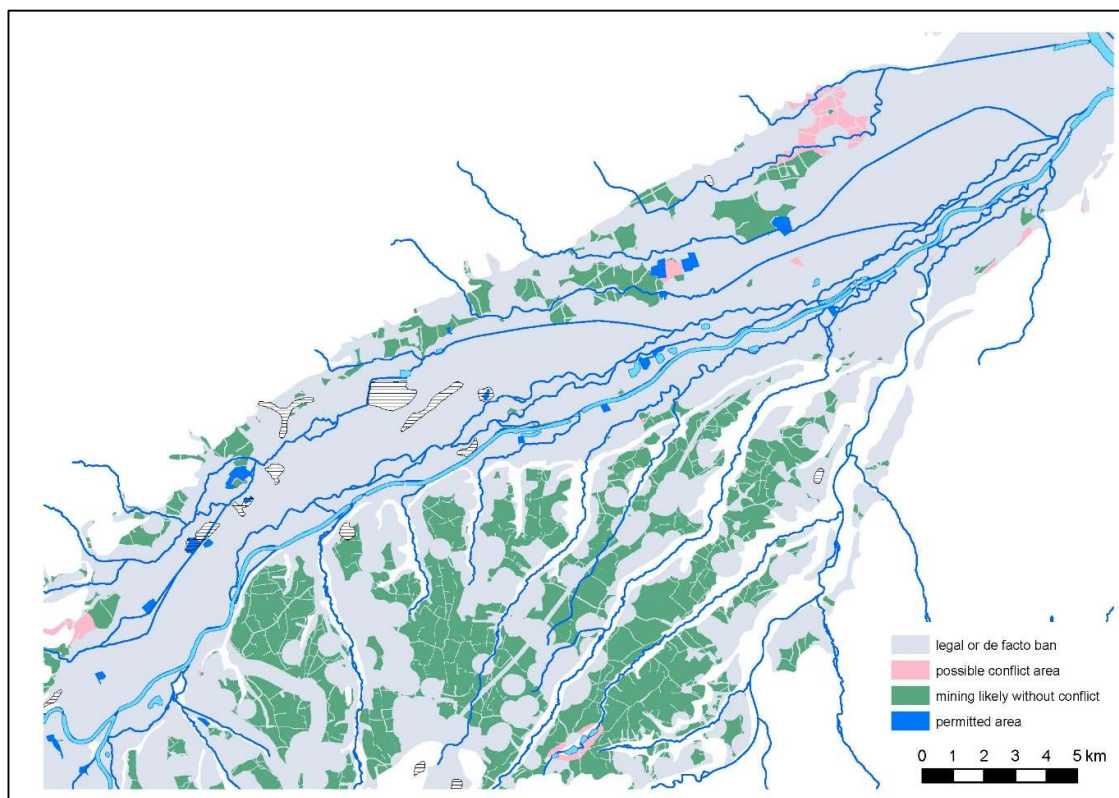 legal or de facto ban
possible conflict area
mining likely without conflict
permitted area
0 1 2 3 4 5 km